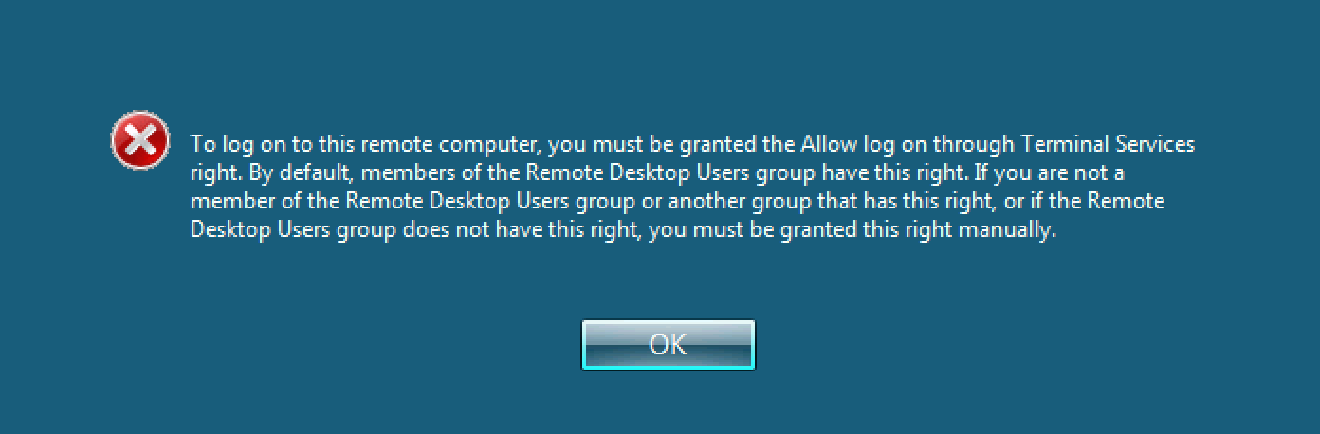 To log on to this remote computer, you must be granted the Allow log on through Terminal Services
right. By default, members of the Remote Desktop Users group have this right. If you are not a
member of the Remote Desktop Users group or another group that has this right, or if the Remote
Desktop Users group does not have this right, you must be granted this right manually.
OK